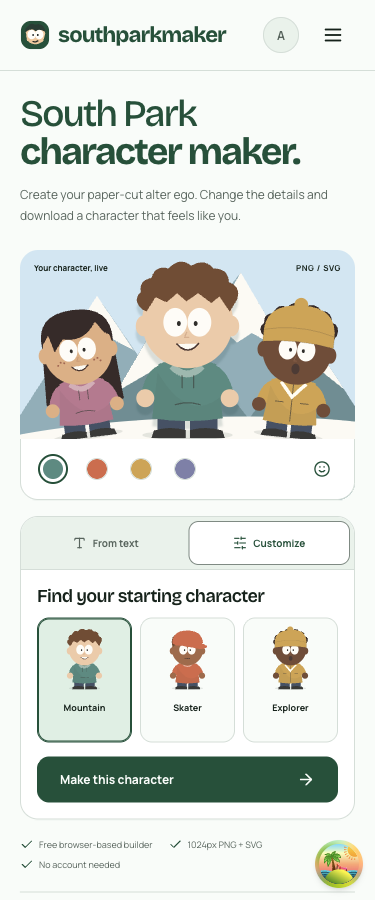 southparkmaker
A
South Park
character maker.
Create your paper-cut alter ego. Change the details and
download a character that feels like you.
Your character, live
PNG / SVG
From text
Customize
Find your starting character
Mountain
Skater
Explorer
Make this character
Free browser-based builder
1024px PNG + SVG
No account needed